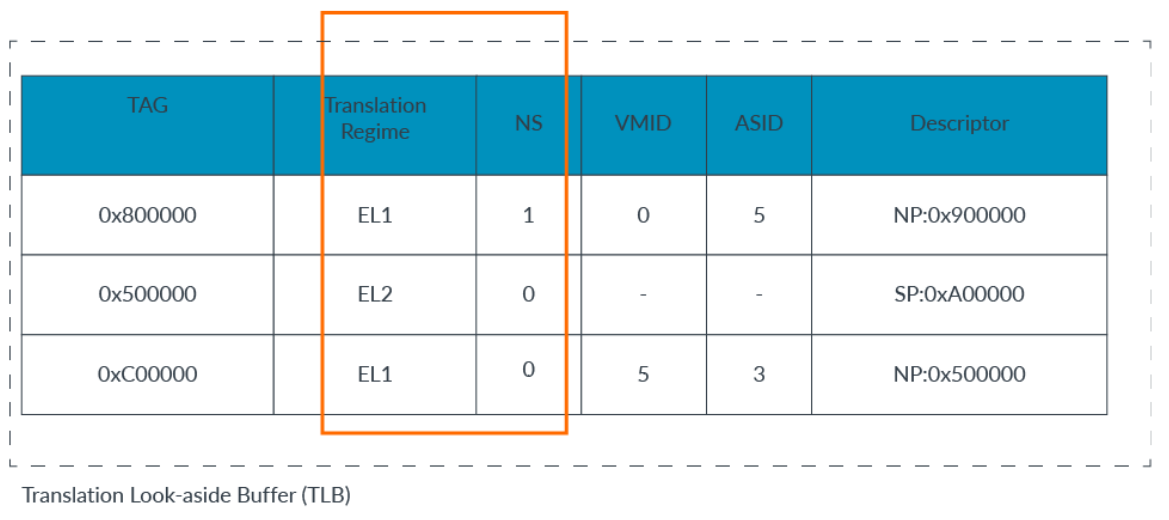 TAG Translation Regime NS VMID ASID Descriptor
0x800000 EL1 1 0 5 NP:0x900000
0x500000 EL2 0 - - SP:0xA00000
0xC00000 EL1 0 5 3 NP:0x500000
Translation Look-aside Buffer (TLB)